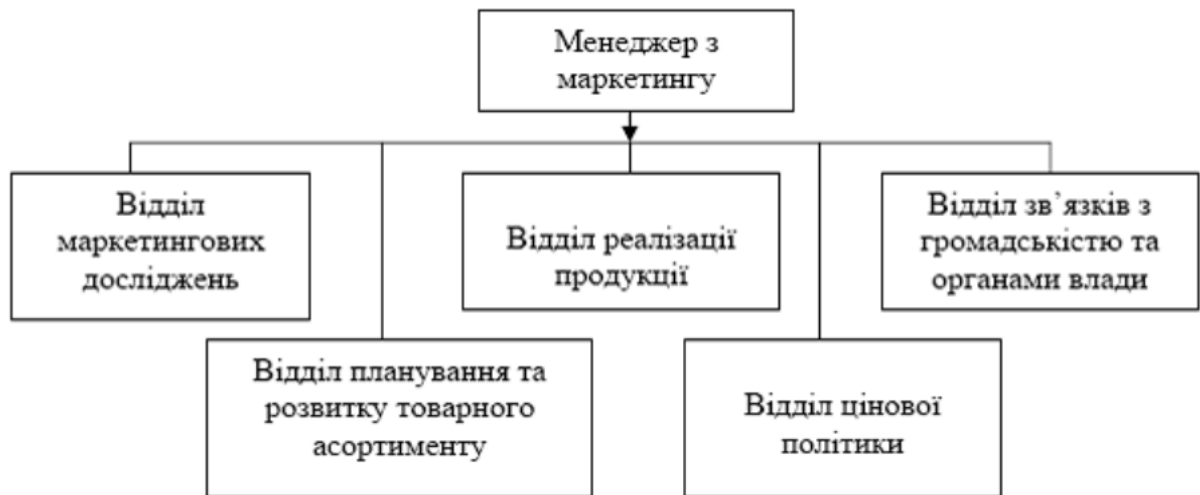 Менеджер з
маркетингу
Відділ
маркетингових
досліджень
Відділ реалізації
продукції
Відділ зв’язків з
громадськістю та
органами влади
Відділ планування та
розвитку товарного
асортименту
Відділ цінової
політики